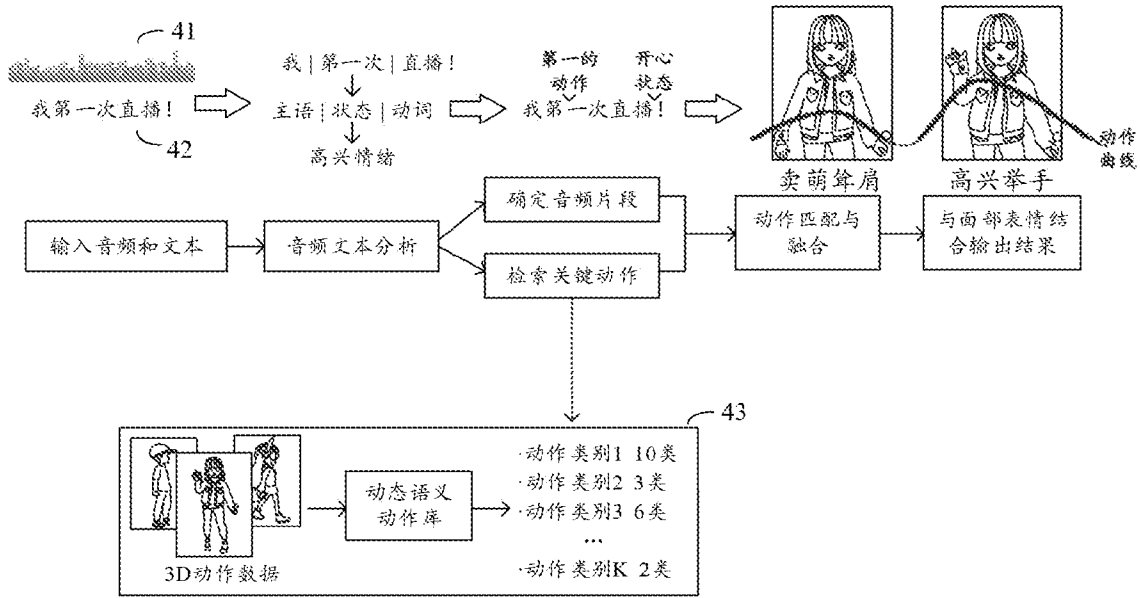 41
我第一次直播！
42
我|第一次|直播！
主语|状态|动词
高兴情绪
第一的
动作
开心
状态
我第一次直播！
动作
曲线
卖萌耸肩
高兴举手
输入音频和文本
音频文本分析
确定音频片段
检索关键动作
动作匹配与
融合
与面部表情结
合输出结果
43
3D动作数据
动态语义
动作库
·动作类别1 10类
·动作类别2 3类
·动作类别3 6类
...
·动作类别K 2类